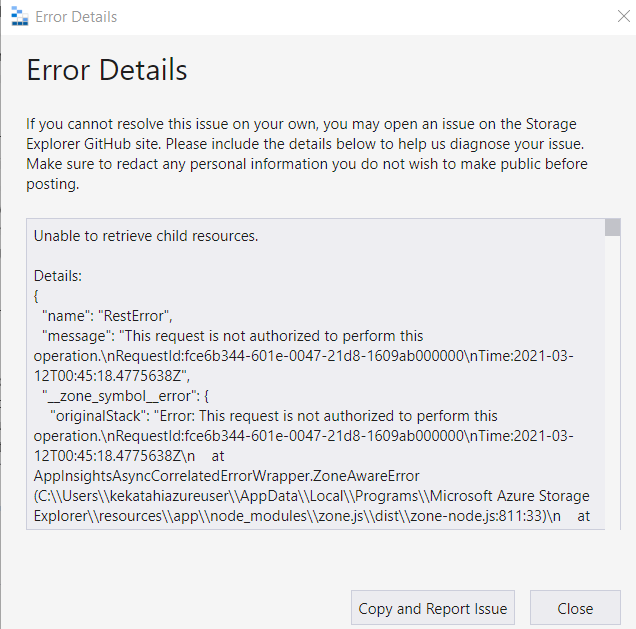 Error Details
Error Details
If you cannot resolve this issue on your own, you may open an issue on the Storage
Explorer GitHub site. Please include the details below to help us diagnose your issue.
Make sure to redact any personal information you do not wish to make public before
posting.
Unable to retrieve child resources.
Details:
{
"name": "RestError",
"message": "This request is not authorized to perform this
operation.\nRequestId:fce6b344-601e-0047-21d8-1609ab000000\nTime:2021-03-
12T00:45:18.4775638Z",
"__zone_symbol__error": {
"originalStack": "Error: This request is not authorized to perform this
operation.\nRequestId:fce6b344-601e-0047-21d8-1609ab000000\nTime:2021-03-
12T00:45:18.4775638Z\n    at
AppInsightsAsyncCorrelatedErrorWrapper.ZoneAwareError
(C:\\Users\\kekatahiazureuser\\AppData\\Local\\Programs\\Microsoft Azure Storage
Explorer\\resources\\app\\node_modules\\zone.js\\dist\\zone-node.js:811:33)\n    at
Copy and Report Issue
Close